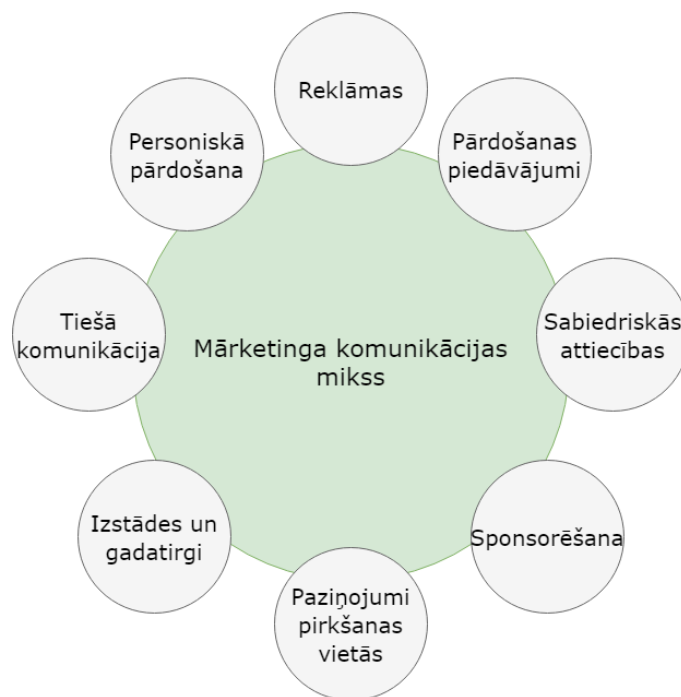 Reklāmas
Pārdošanas
piedāvājumi
Sabiedriskās
attiecības
Sponsorēšana
Paziņojumi
pirkšanas
vietās
Izstādes un
gadatirgi
Tiešā
komunikācija
Personiskā
pārdošana
Mārketinga komunikācijas
mikss